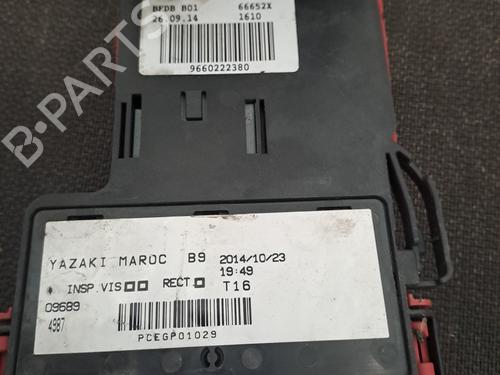 BFDB B01 66652X
26.09.14 1610
9660222380
B-PARTS
YAZAKI MAROC B9 2014/10/23
19:49
INSP.VIS RECT. T16
09689
4987
PCEGP01029